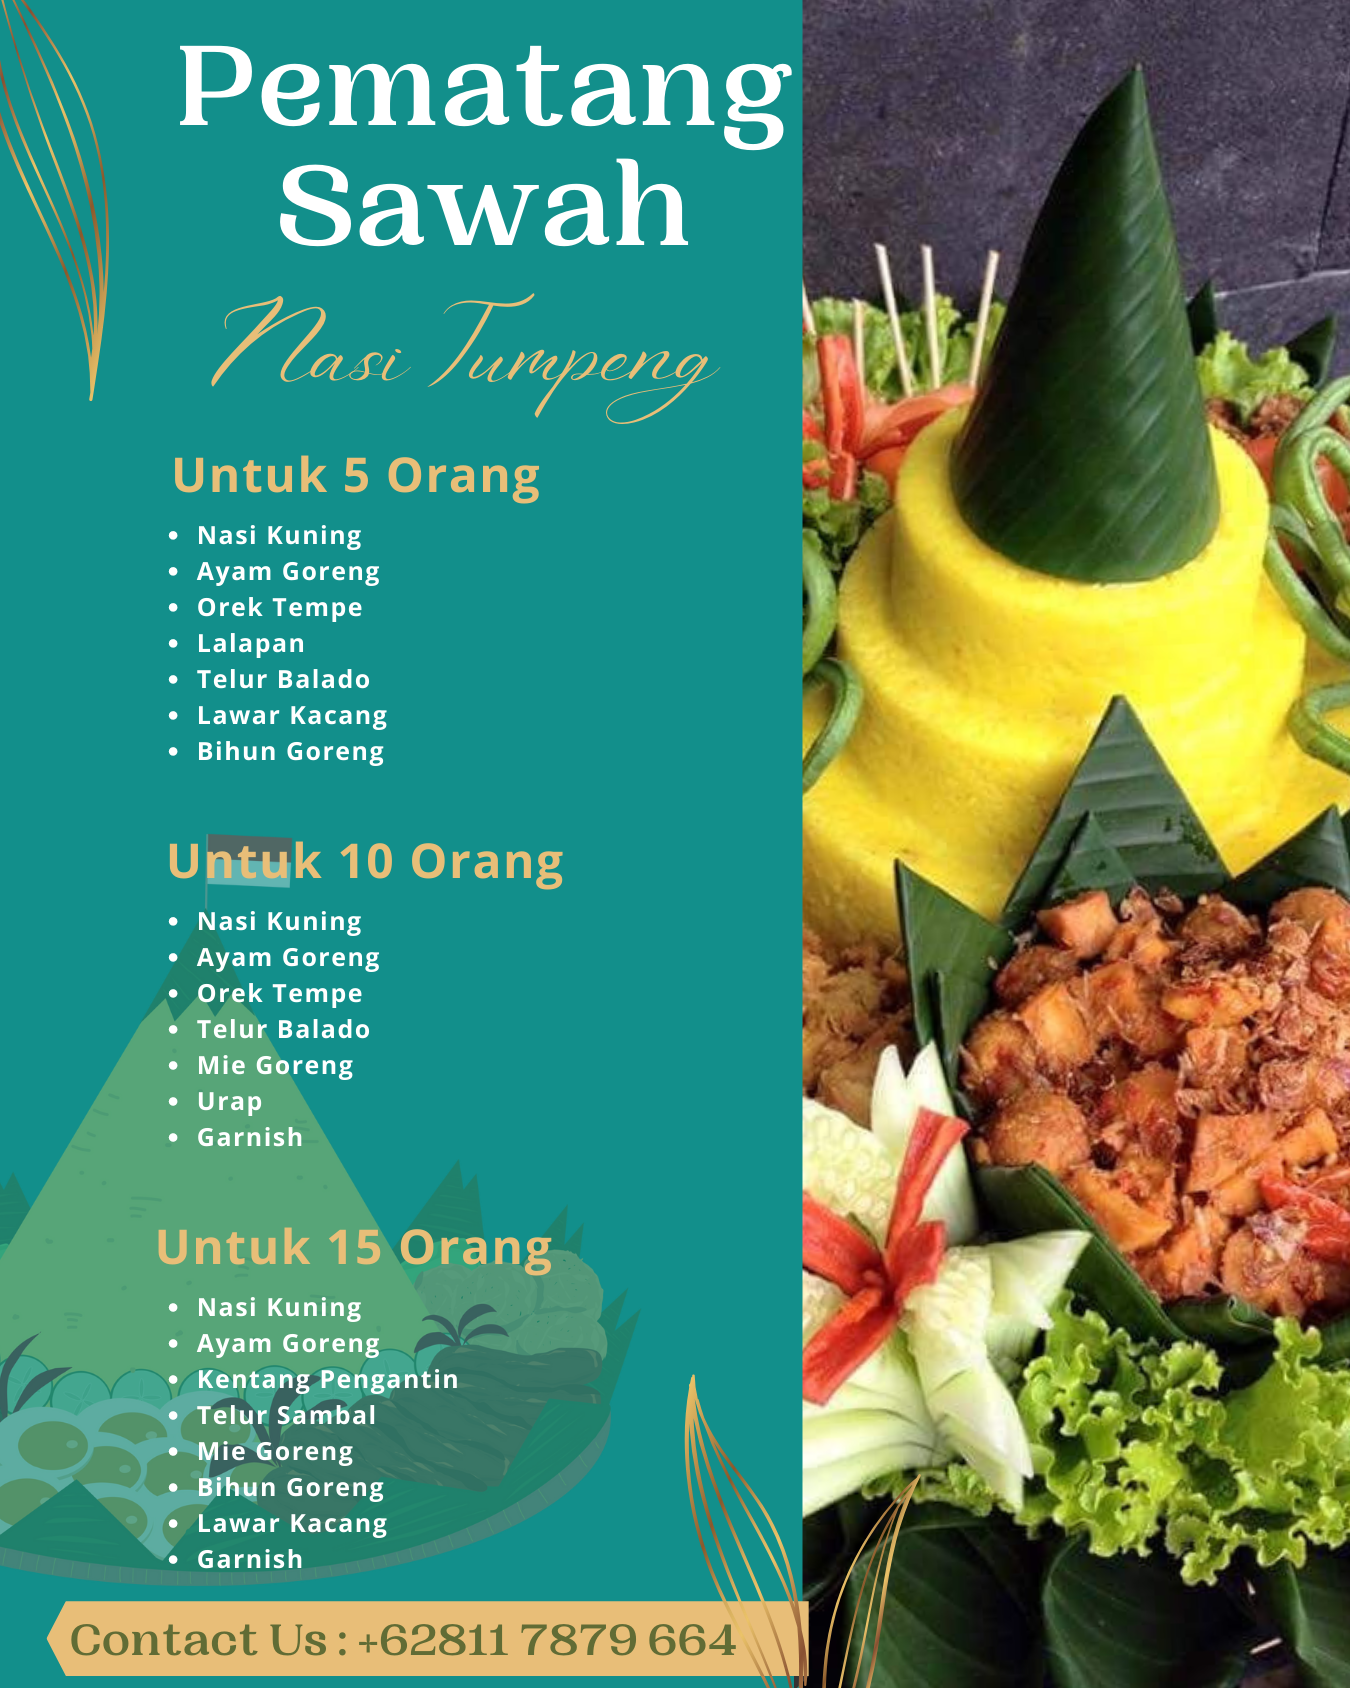 Pematang
Sawah
Nasi Tumpeng
Untuk 5 Orang
• Nasi Kuning
• Ayam Goreng
• Orek Tempe
• Lalapan
• Telur Balado
• Lawar Kacang
• Bihun Goreng
Untuk 10 Orang
• Nasi Kuning
• Ayam Goreng
• Orek Tempe
• Telur Balado
• Mie Goreng
• Urap
• Garnish
Untuk 15 Orang
• Nasi Kuning
• Ayam Goreng
• Kentang Pengantin
• Telur Sambal
• Mie Goreng
• Bihun Goreng
• Lawar Kacang
• Garnish
Contact Us : +62811 7879 664